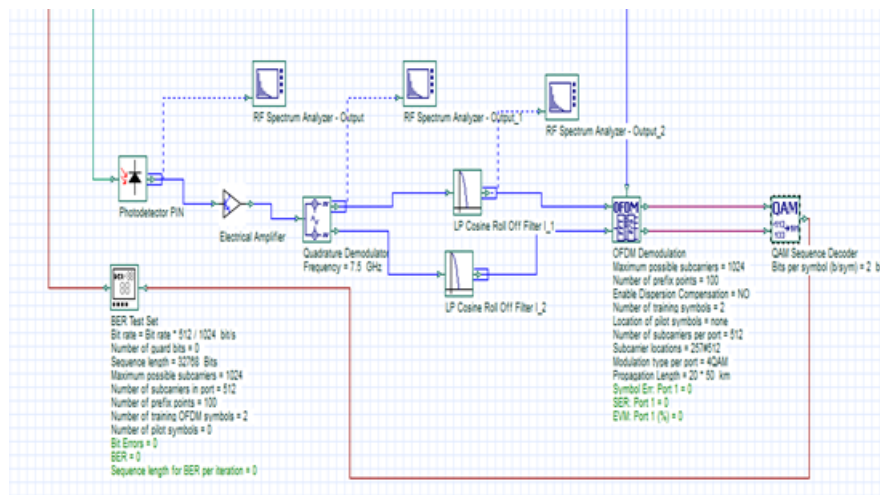 RF Spectrum Analyzer - Output
RF Spectrum Analyzer - Output_1
RF Spectrum Analyzer - Output_2
Photodetector PIN
Electrical Amplifier
Quadrature Demodulator
Frequency = 7.5 GHz
LP Cosine Roll Off Filter I_1
LP Cosine Roll Off Filter I_2
OFDM
OFDM Demodulation
Maximum possible subcarriers = 1024
Number of prefix points = 100
Enable Dispersion Compensation = NO
Number of training symbols = 2
Location of pilot symbols = none
Number of subcarriers per port = 512
Subcarrier locations = 257#512
Modulation type per port = 4QAM
Propagation Length = 20 * 50 km
Symbol Err: Port 1 = 0
SER: Port 1 = 0
EVM: Port 1 (%) = 0
QAM
QAM Sequence Decoder
Bits per symbol (b/sym) = 2 b
BER Test Set
Bit rate = Bit rate * 512 / 1024 bit/s
Number of guard bits = 0
Sequence length = 32768 Bits
Maximum possible subcarriers = 1024
Number of subcarriers in port = 512
Number of prefix points = 100
Number of training OFDM symbols = 2
Number of pilot symbols = 0
Bit Errors = 0
BER = 0
Sequence length for BER per iteration = 0